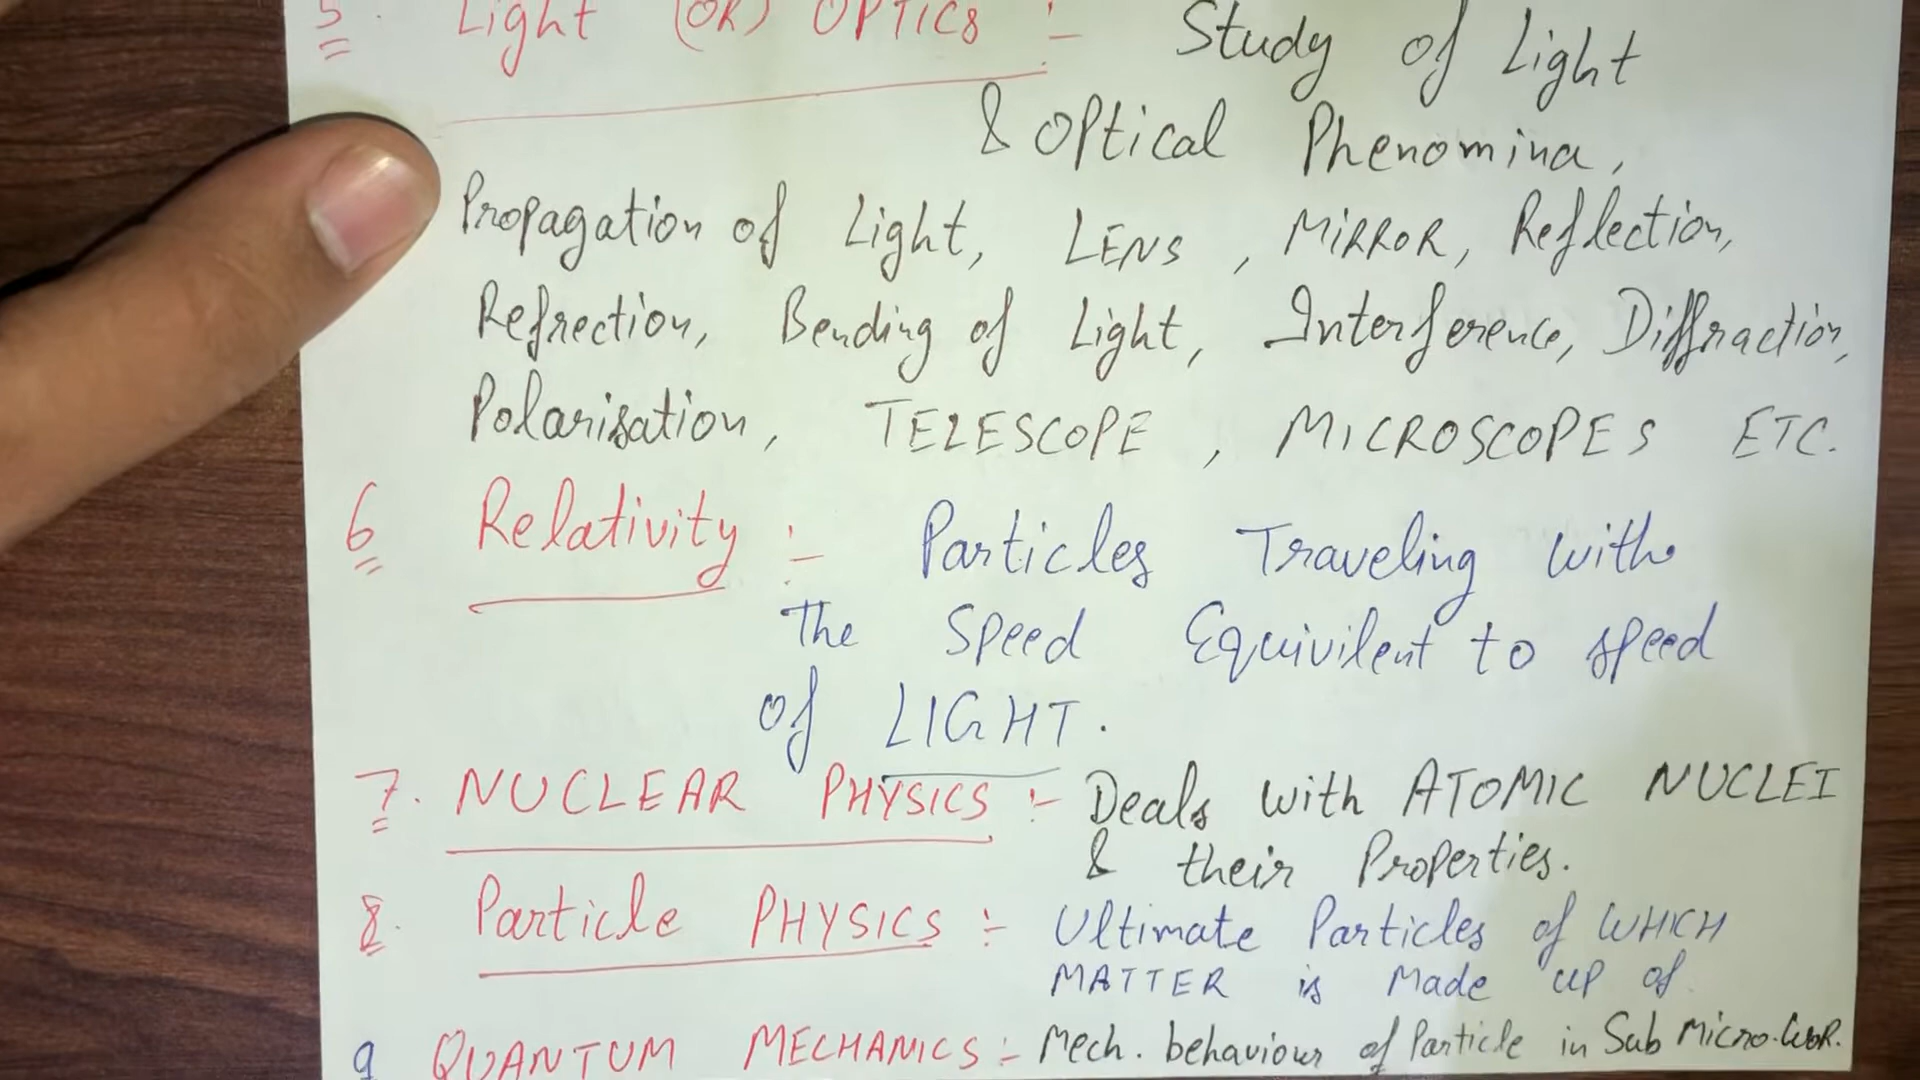 5. Light (OR) OPTICS :- Study of Light
& Optical Phenomina,
Propagation of Light, LENS, MIRROR, Reflection,
Refrection, Bending of Light, Interference, Diffraction,
Polarisation, TELESCOPE, MICROSCOPES ETC.
6 Relativity :- Particles Traveling with
The Speed Equivilent to speed
of LIGHT.
7. NUCLEAR PHYSICS :- Deals with ATOMIC NUCLEI
& their Properties.
8. Particle PHYSICS :- Ultimate Particles of WHICH
MATTER is Made up of.
9 QUANTUM MECHANICS :- Mech. behaviour of Particle in Sub Micro.WoR.